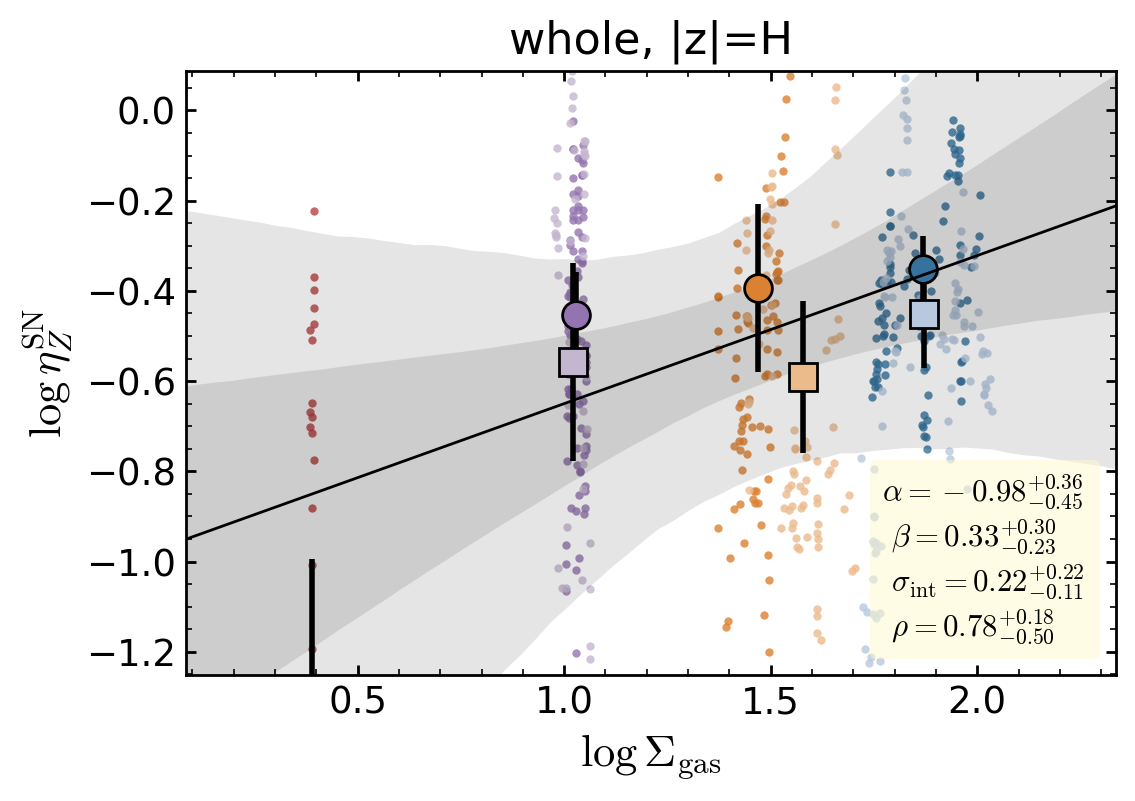 whole, |z|=H
log η_Z^SN
0.0
−0.2
−0.4
−0.6
−0.8
−1.0
−1.2
α = −0.98^{+0.36}_{−0.45}
β = 0.33^{+0.30}_{−0.23}
σ_int = 0.22^{+0.22}_{−0.11}
ρ = 0.78^{+0.18}_{−0.50}
0.5 1.0 1.5 2.0
log Σ_gas